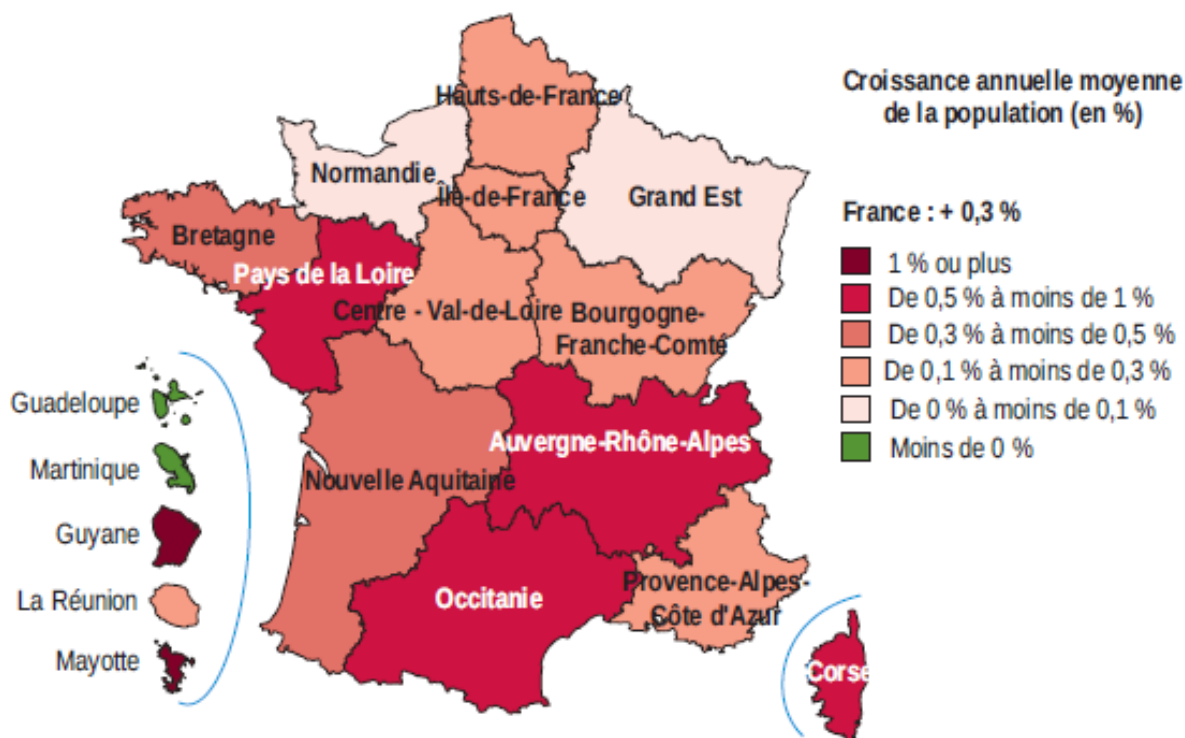 Croissance annuelle moyenne
de la population (en %)
France : + 0,3 %
1 % ou plus
De 0,5 % à moins de 1 %
De 0,3 % à moins de 0,5 %
De 0,1 % à moins de 0,3 %
De 0 % à moins de 0,1 %
Moins de 0 %
Hauts-de-France
Normandie
Île-de-France
Grand Est
Bretagne
Pays de la Loire
Centre - Val-de-Loire
Bourgogne-
Franche-Comté
Auvergne-Rhône-Alpes
Nouvelle Aquitaine
Occitanie
Provence-Alpes-
Côte d'Azur
Corse
Guadeloupe
Martinique
Guyane
La Réunion
Mayotte